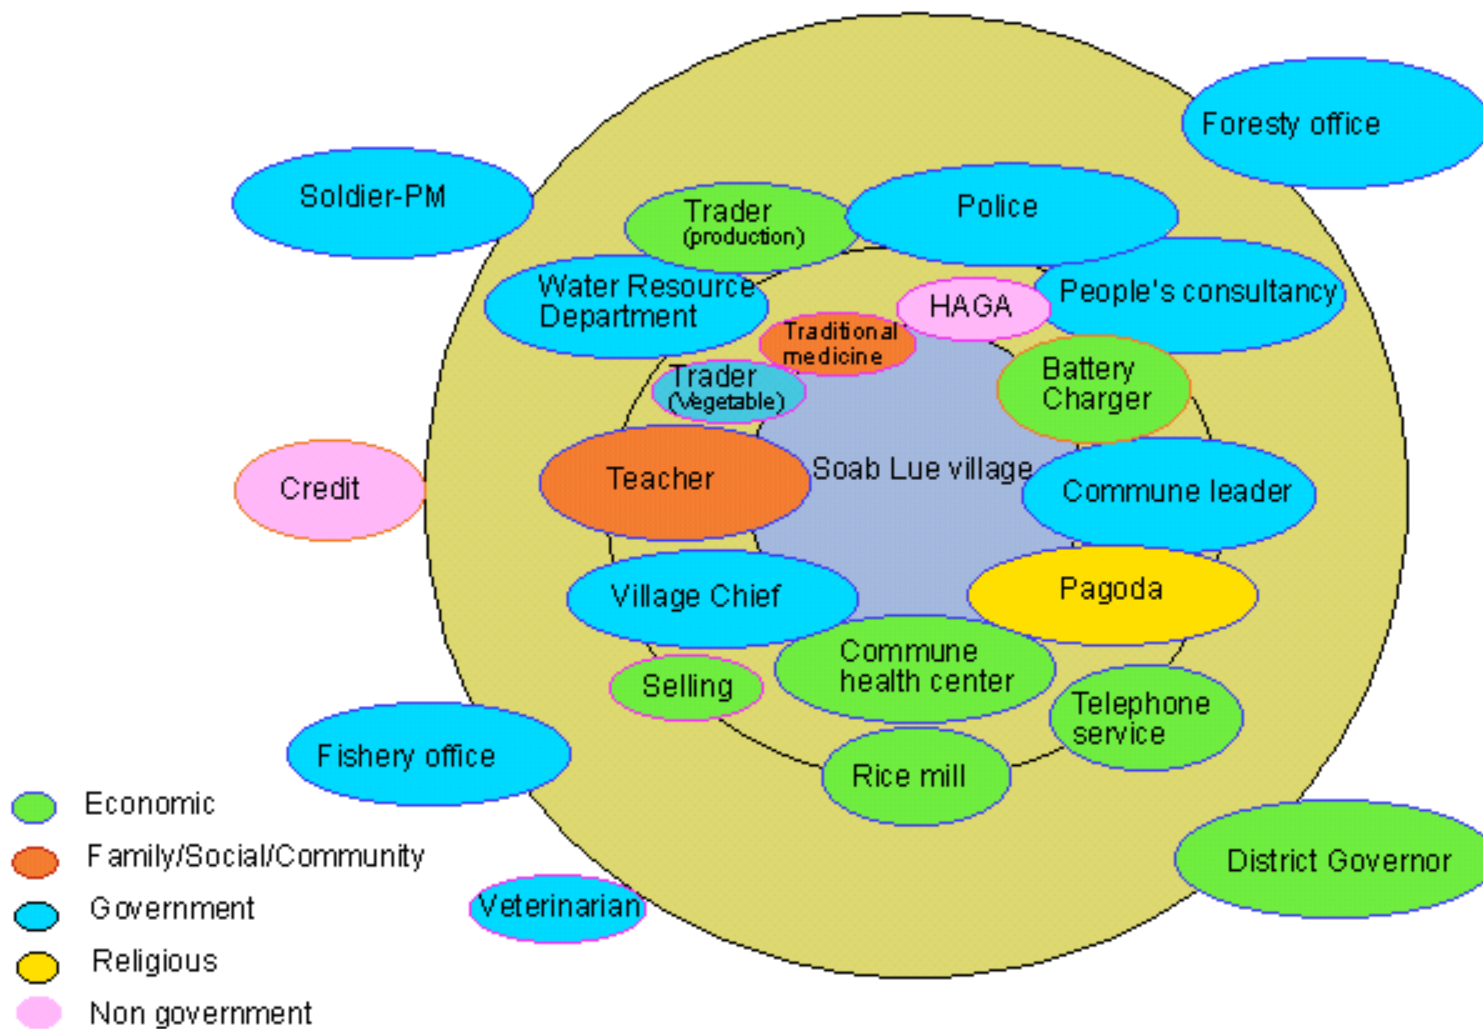 Foresty office
Soldier-PM
Trader
(production)
Police
Water Resource
Department
People's consultancy
HAGA
Traditional
medicine
Trader
(Vegetable)
Battery
Charger
Teacher
Soab Lue village
Commune leader
Credit
Village Chief
Pagoda
Commune
health center
Selling
Telephone
service
Fishery office
Rice mill
District Governor
Veterinarian
Economic
Family/Social/Community
Government
Religious
Non government